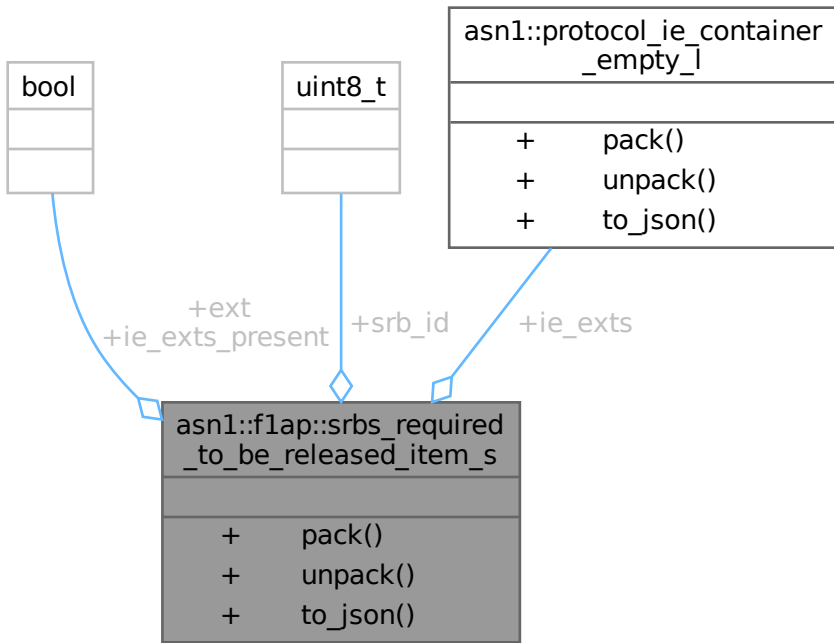 asn1::protocol_ie_container
_empty_l
bool
uint8_t
+ pack()
+ unpack()
+ to_json()
+ext
+ie_exts_present
+srb_id
+ie_exts
asn1::f1ap::srbs_required
_to_be_released_item_s
+ pack()
+ unpack()
+ to_json()